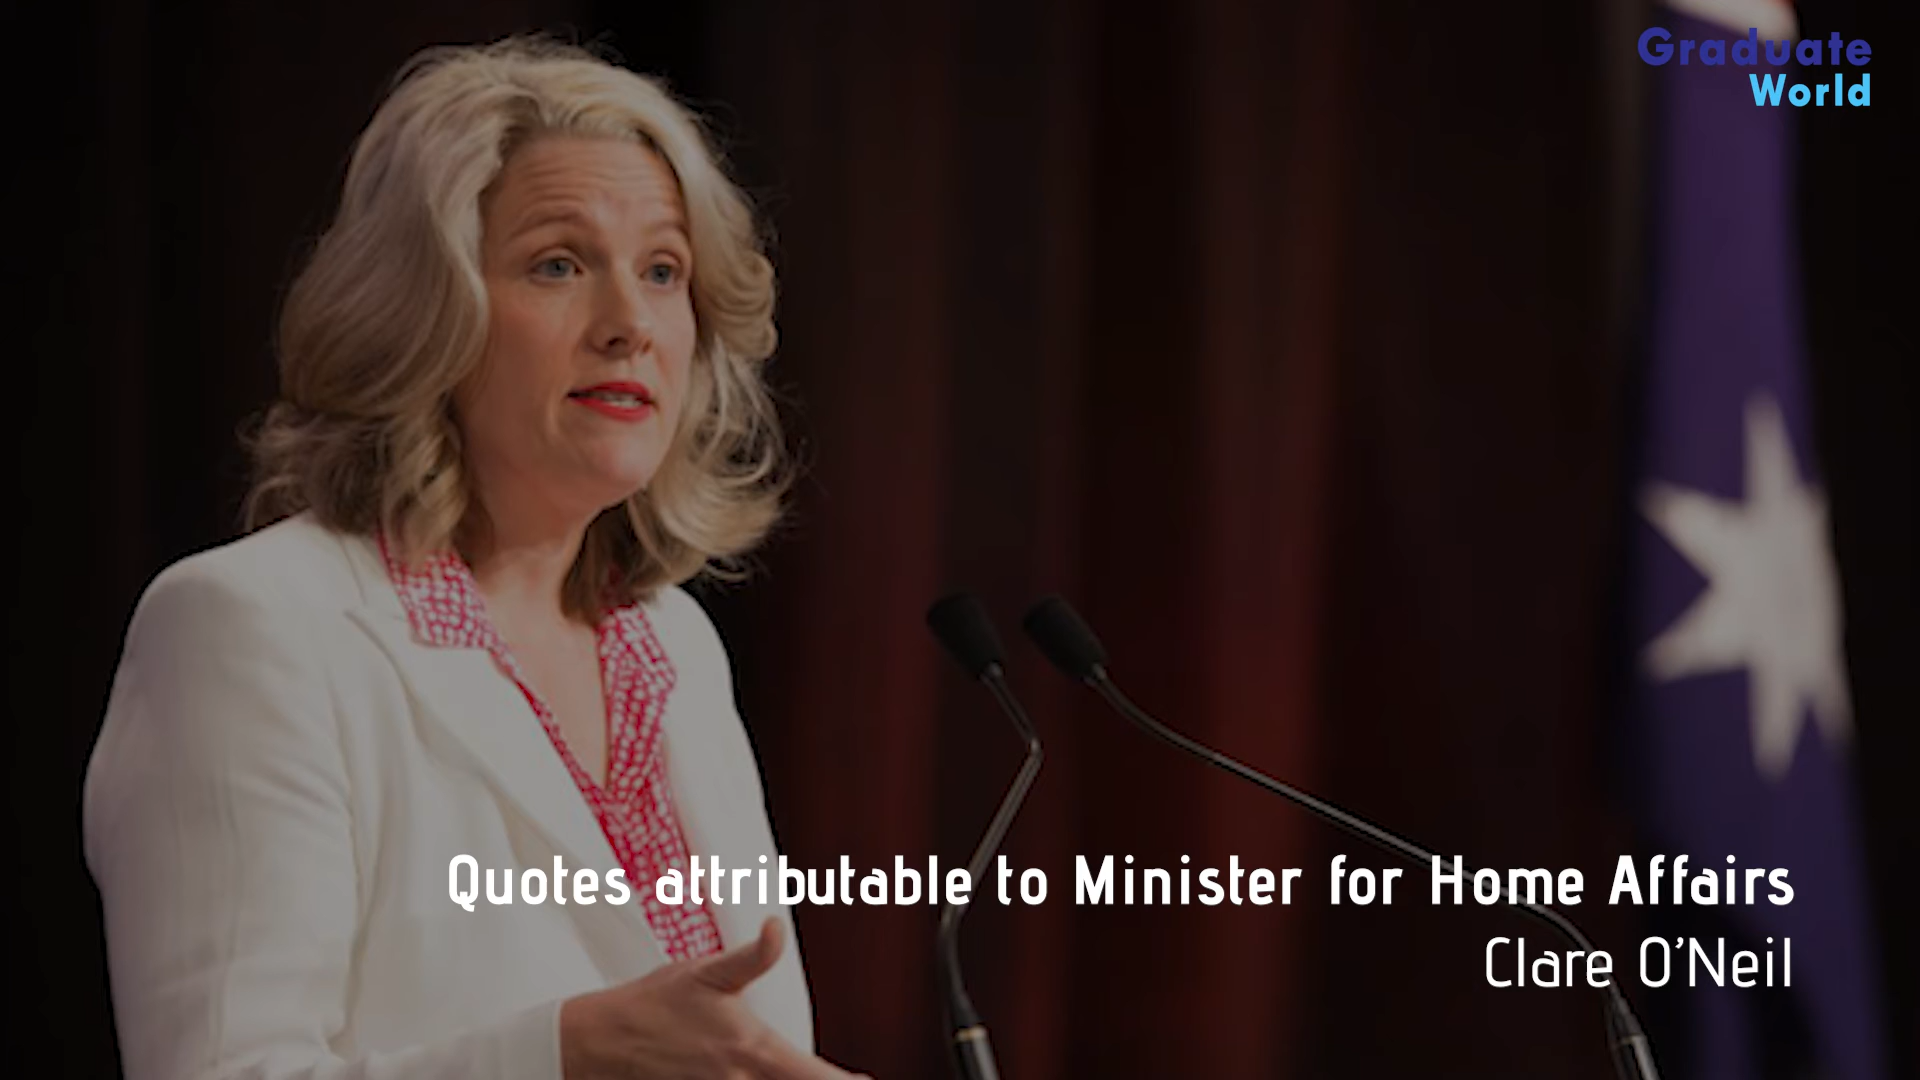 Graduate
World
Quotes attributable to Minister for Home Affairs
Clare O'Neil